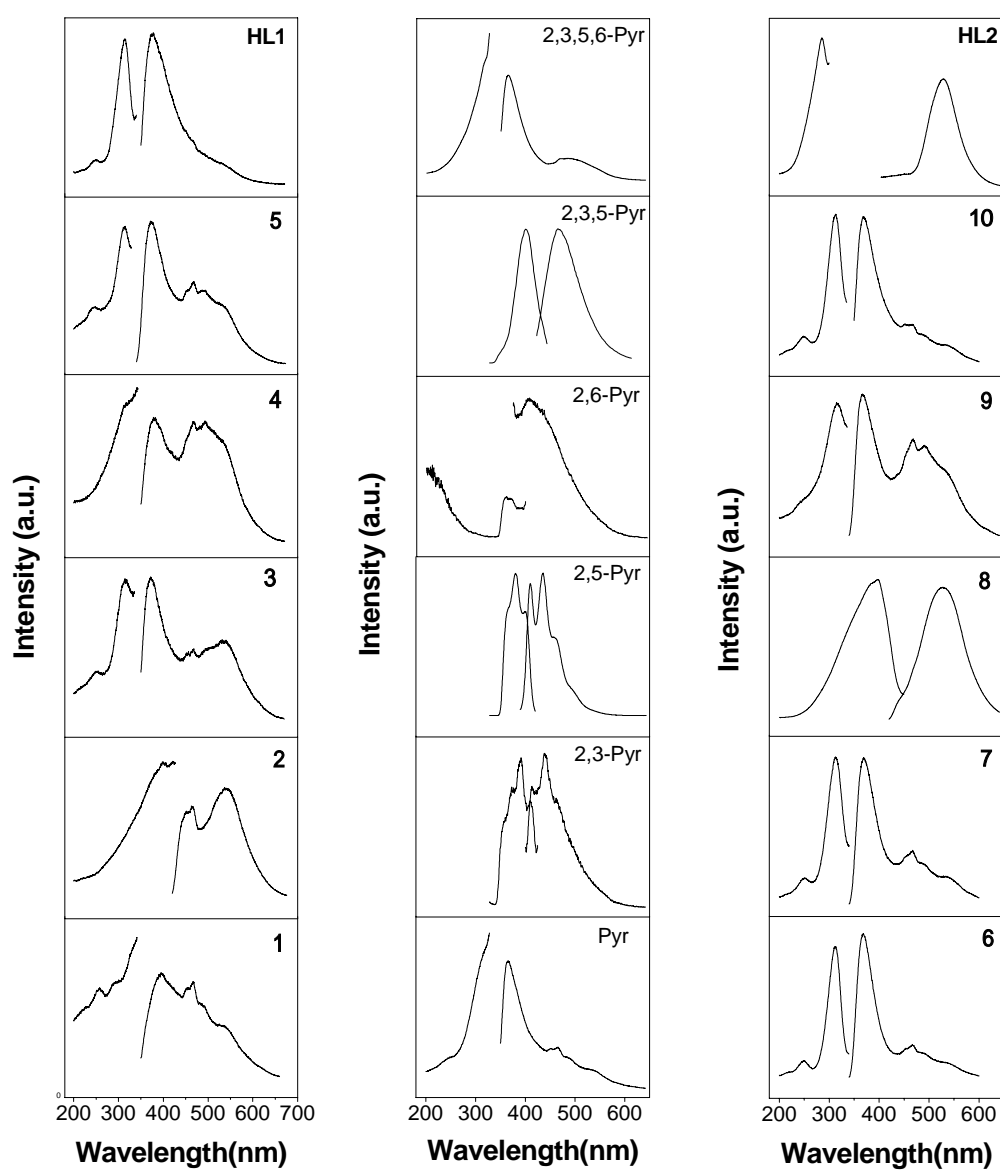 HL1
5
4
3
2
1
0
200 300 400 500 600 700
Wavelength(nm)
Intensity (a.u.)
2,3,5,6-Pyr
2,3,5-Pyr
2,6-Pyr
2,5-Pyr
2,3-Pyr
Pyr
200 300 400 500 600
Wavelength(nm)
Intensity (a.u.)
HL2
10
9
8
7
6
200 300 400 500 600
Wavelength(nm)
Intensity (a.u.)